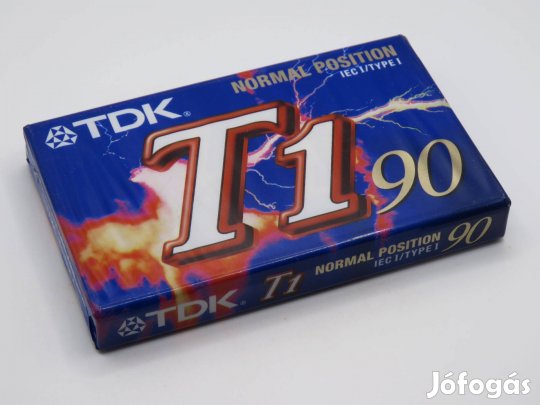 NORMAL POSITION
IEC I/TYPE I
TDK®
T1 90
TDK® T1 NORMAL POSITION 90
IEC I/TYPE I
Jófogás